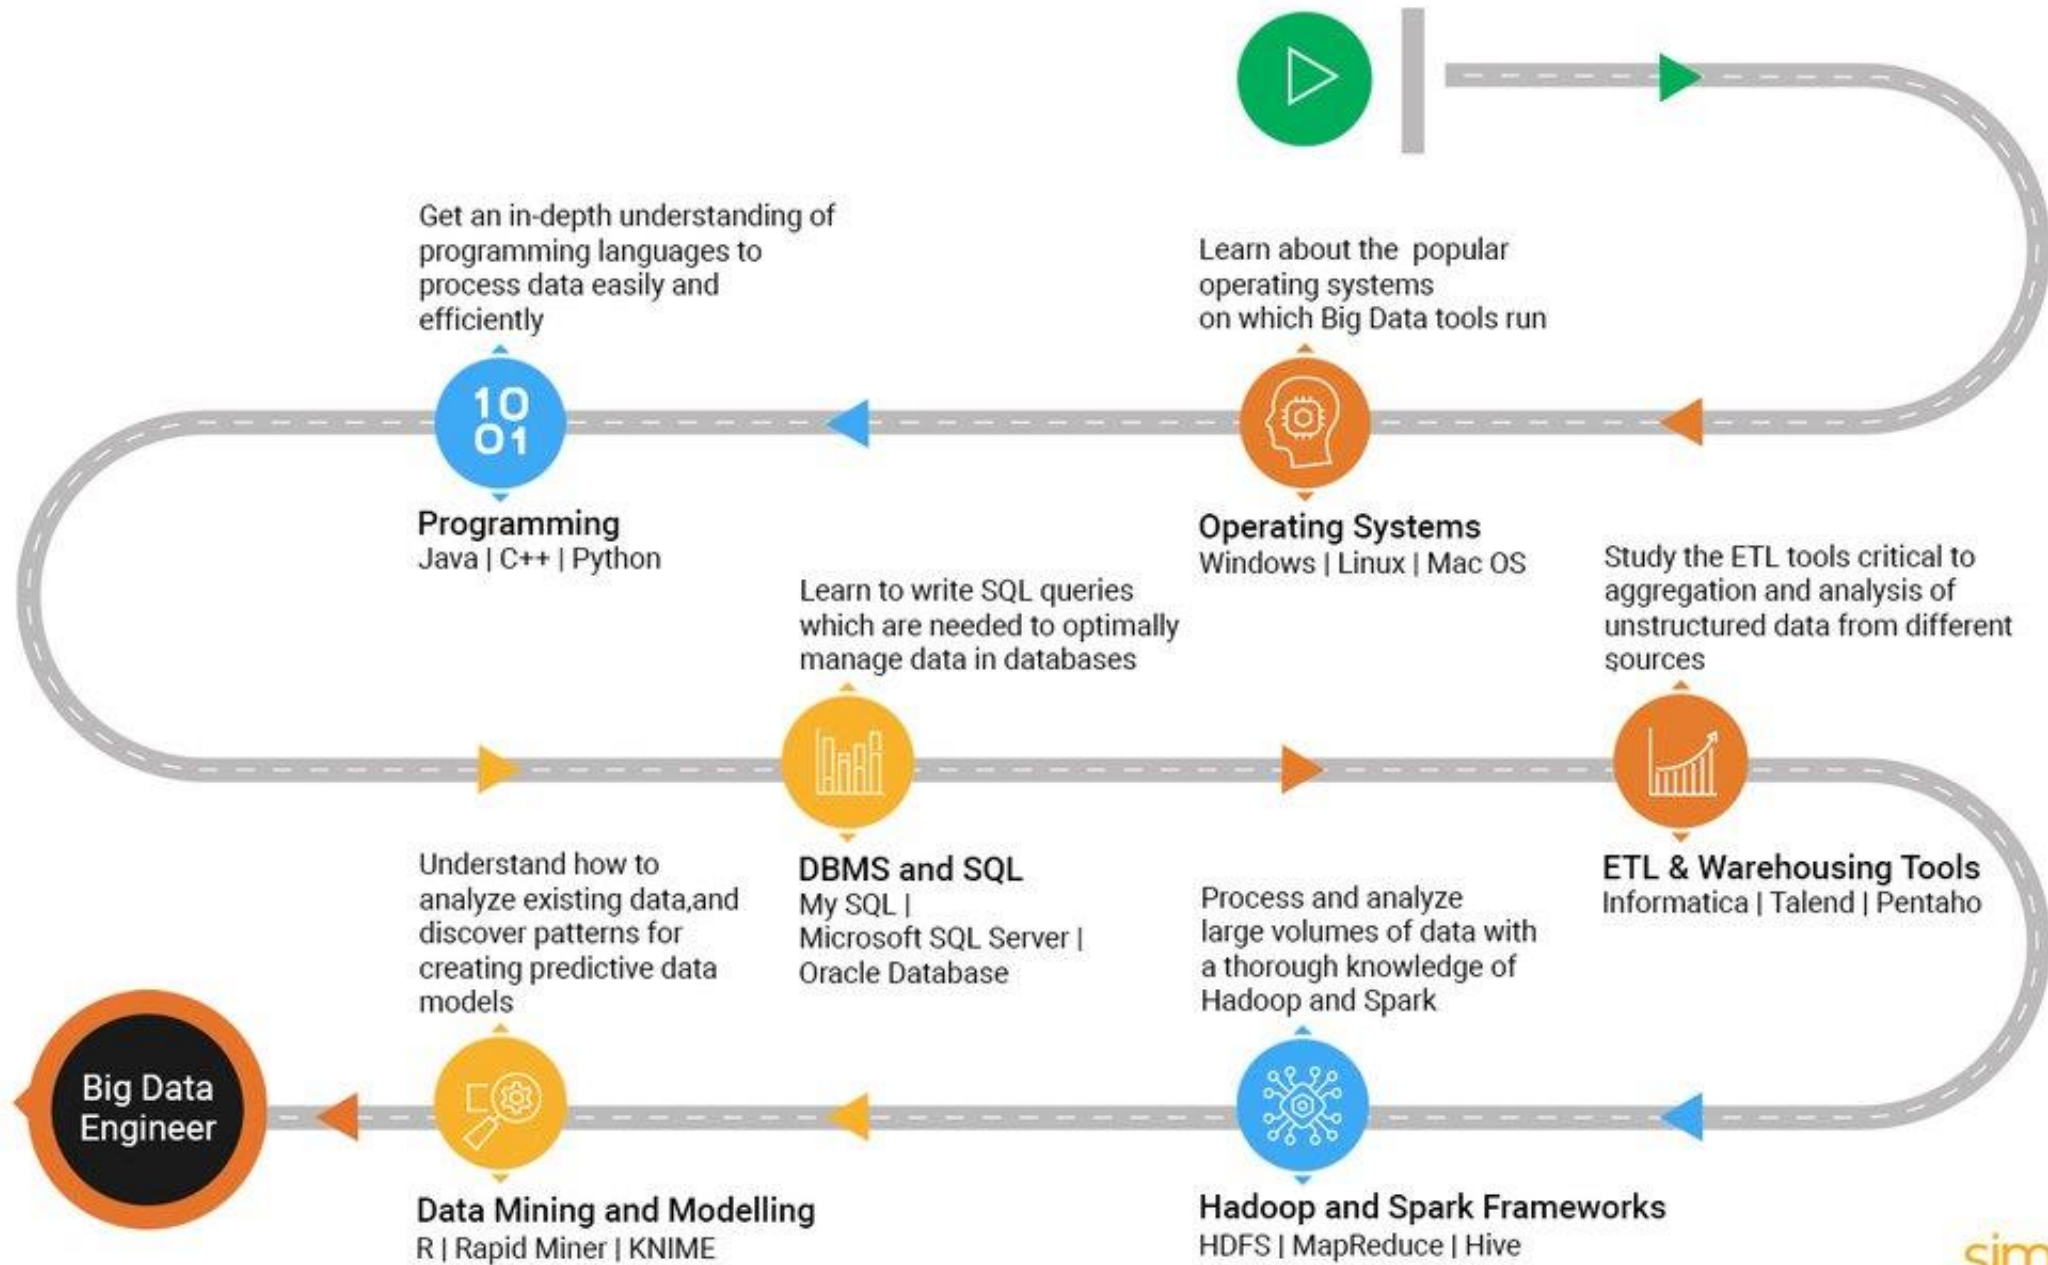 Learn about the popular
operating systems
on which Big Data tools run
Operating Systems
Windows | Linux | Mac OS
Get an in-depth understanding of
programming languages to
process data easily and
efficiently
10
01
Programming
Java | C++ | Python
Learn to write SQL queries
which are needed to optimally
manage data in databases
DBMS and SQL
My SQL |
Microsoft SQL Server |
Oracle Database
Study the ETL tools critical to
aggregation and analysis of
unstructured data from different
sources
ETL & Warehousing Tools
Informatica | Talend | Pentaho
Process and analyze
large volumes of data with
a thorough knowledge of
Hadoop and Spark
Hadoop and Spark Frameworks
HDFS | MapReduce | Hive
Understand how to
analyze existing data,and
discover patterns for
creating predictive data
models
Data Mining and Modelling
R | Rapid Miner | KNIME
Big Data
Engineer